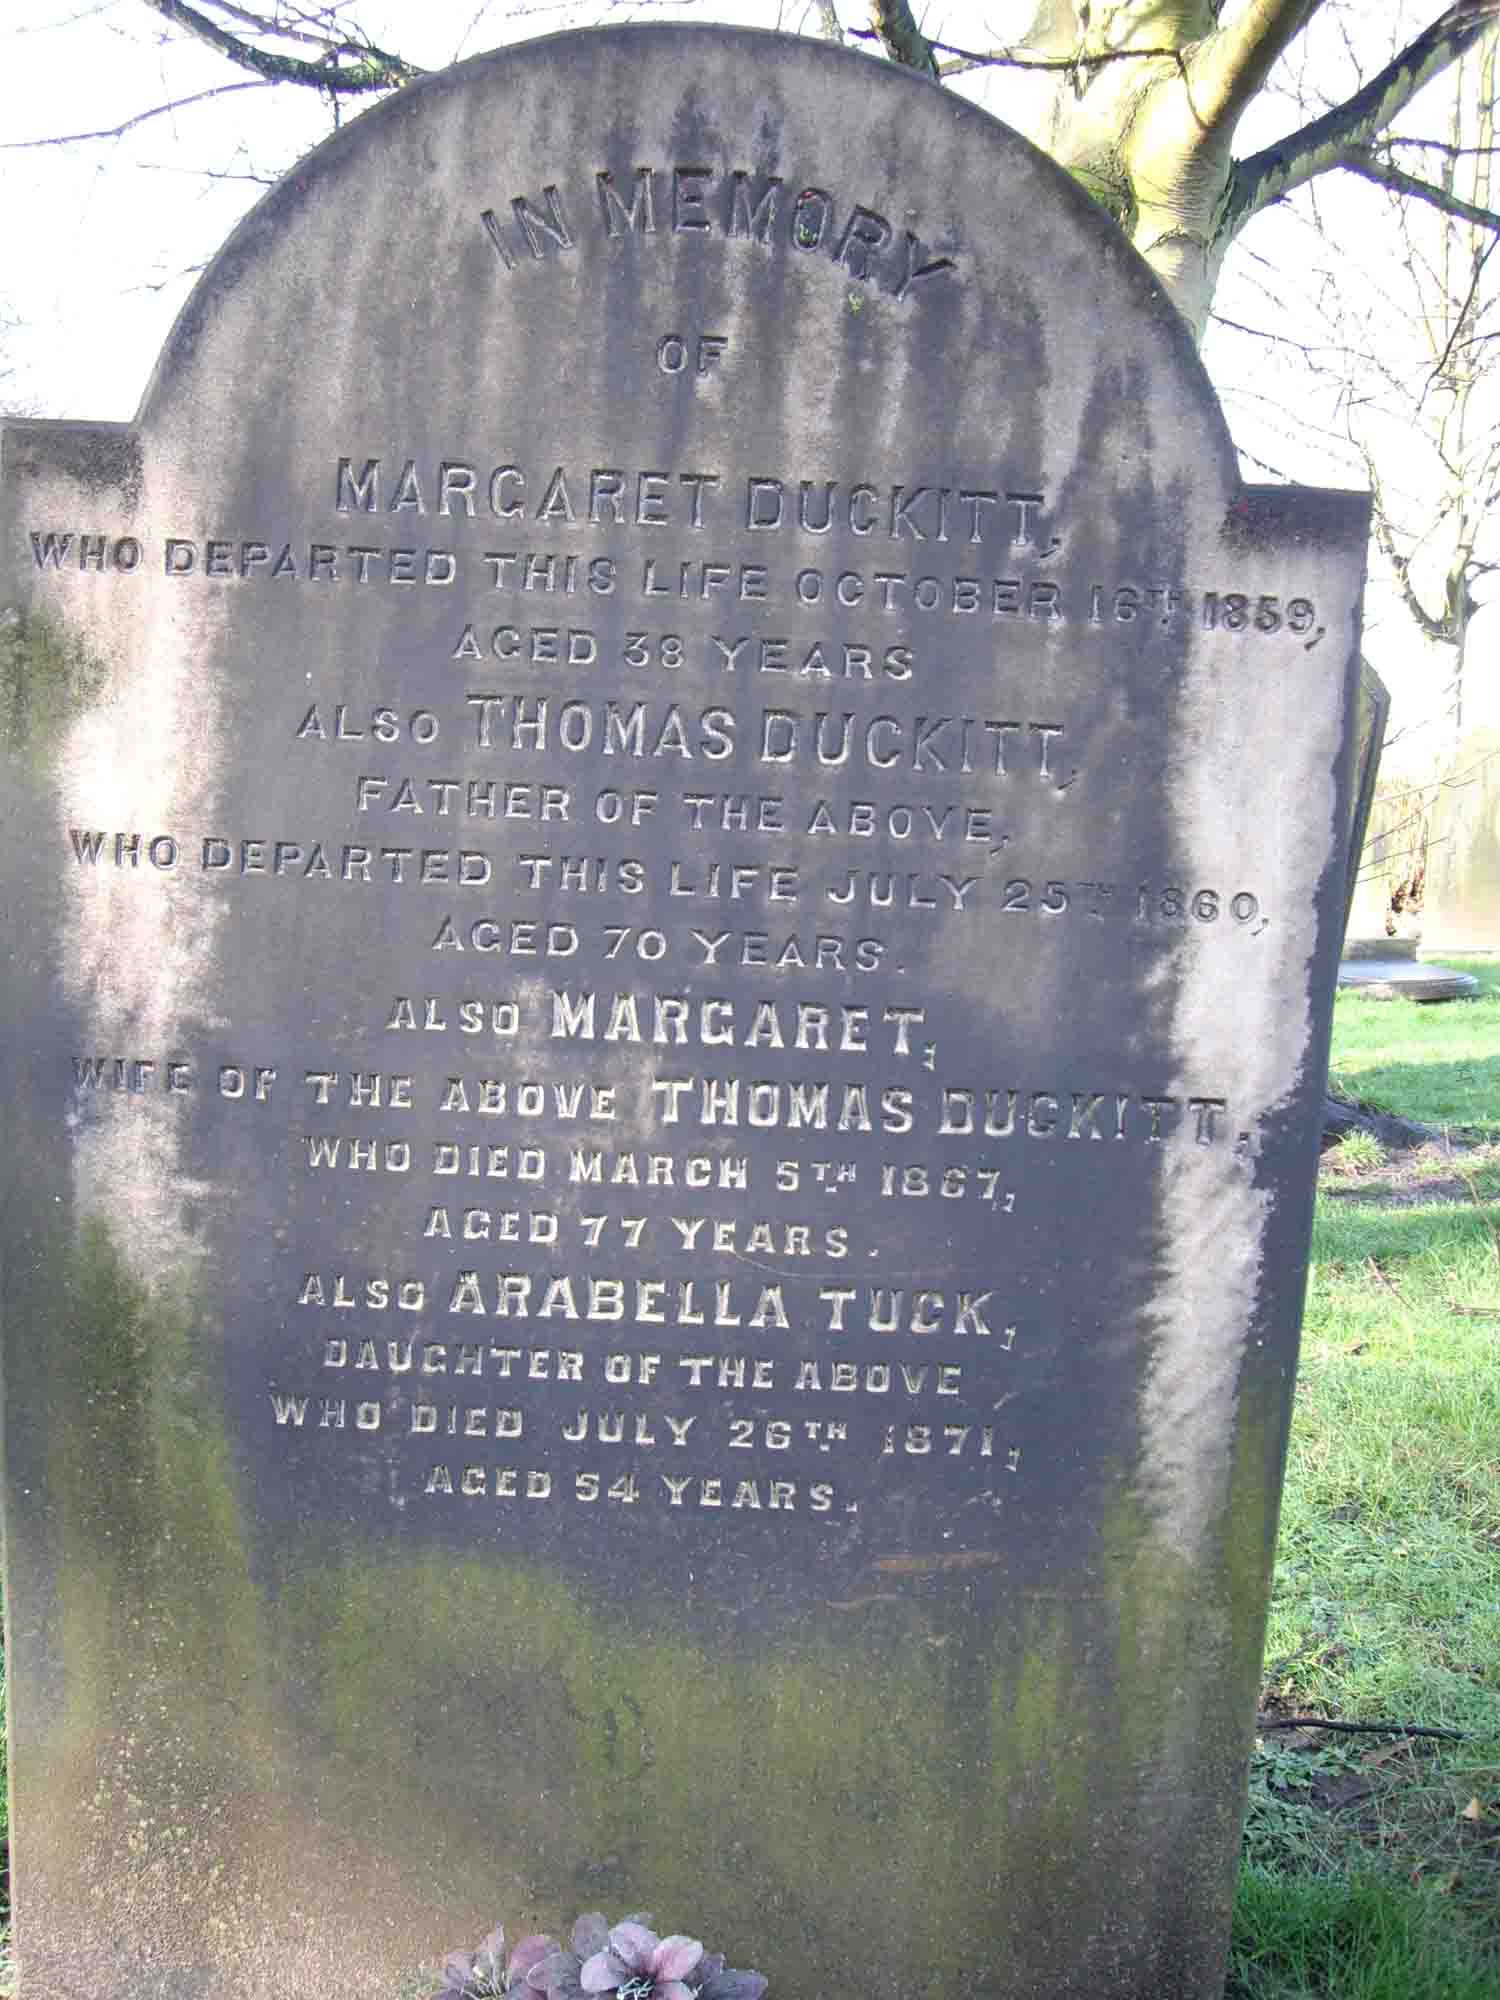 IN MEMORY
OF
MARGARET DUCKITT,
WHO DEPARTED THIS LIFE OCTOBER 16TH 1859,
AGED 38 YEARS
ALSO THOMAS DUCKITT,
FATHER OF THE ABOVE,
WHO DEPARTED THIS LIFE JULY 25TH 1860,
AGED 70 YEARS.
ALSO MARGARET,
WIFE OF THE ABOVE THOMAS DUCKITT,
WHO DIED MARCH 5TH 1867,
AGED 77 YEARS.
ALSO ARABELLA TUCK,
DAUGHTER OF THE ABOVE
WHO DIED JULY 26TH 1871,
AGED 54 YEARS.